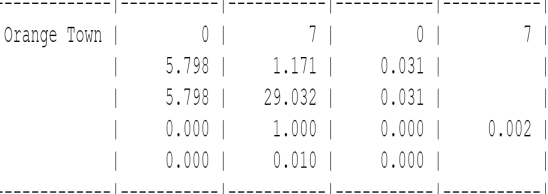 -------------|-----------|-----------|-----------|-----------|
Orange Town | 0 | 7 | 0 | 7 |
| 5.798 | 1.171 | 0.031 | |
| 5.798 | 29.032 | 0.031 | |
| 0.000 | 1.000 | 0.000 | 0.002 |
| 0.000 | 0.010 | 0.000 | |
-------------|-----------|-----------|-----------|-----------|